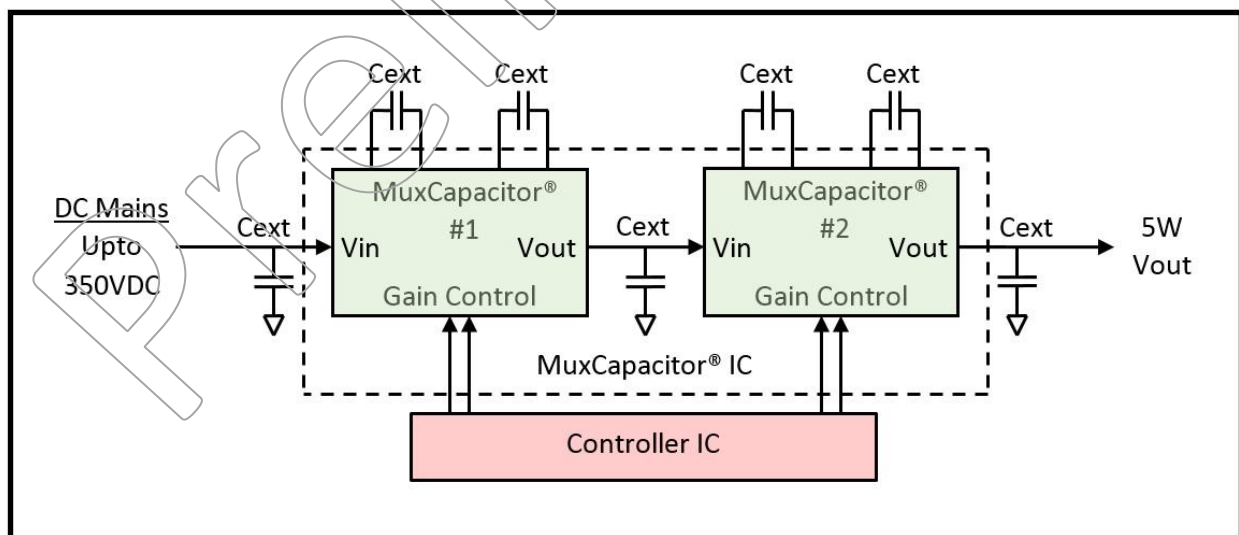 Cext Cext Cext Cext
MuxCapacitor® MuxCapacitor®
#1 #2
DC Mains
Upto
350VDC
Cext Vin Vout Cext Vin Vout Cext
5W
Vout
Gain Control Gain Control
MuxCapacitor® IC
Controller IC
Prel